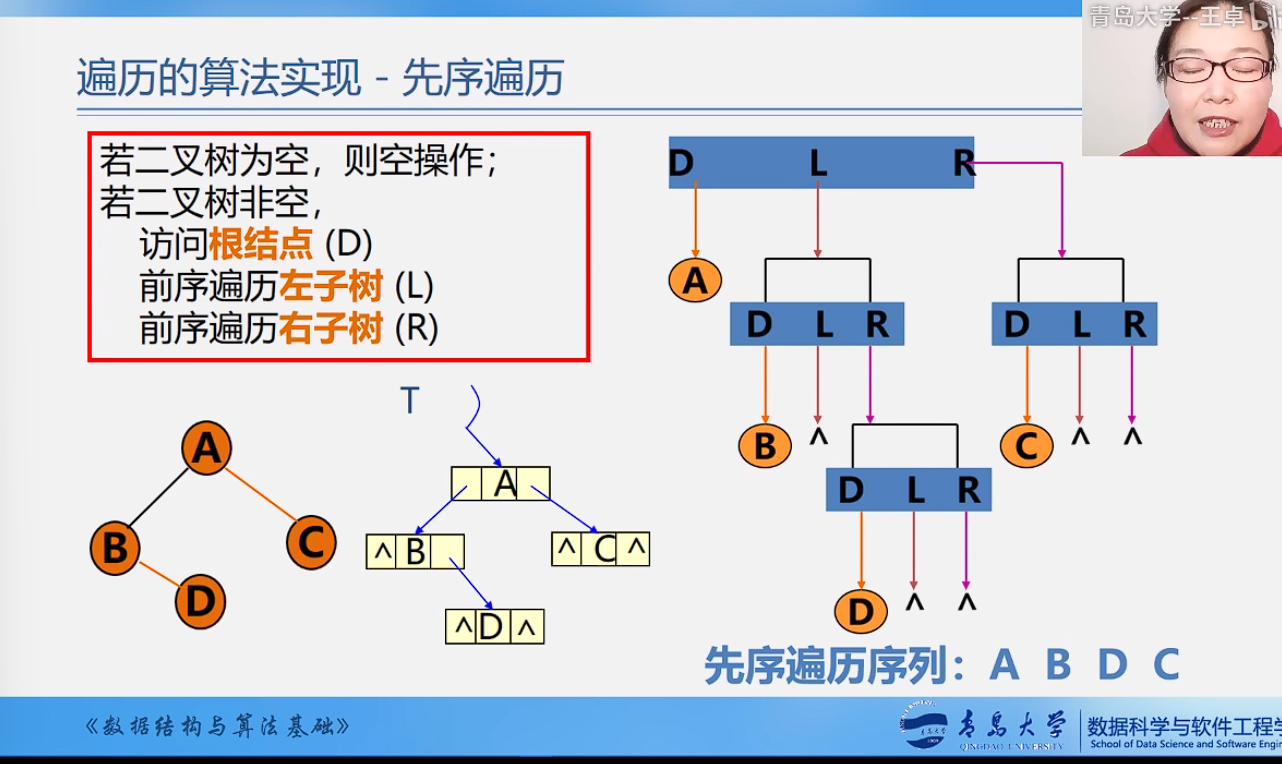 青岛大学--王卓
遍历的算法实现 - 先序遍历
若二叉树为空，则空操作；
若二叉树非空，
访问根结点 (D)
前序遍历左子树 (L)
前序遍历右子树 (R)
D L R
A
D L R
D L R
B ^
C ^ ^
D L R
D ^ ^
T
A
B
C
D
A
^ B
^ C ^
^ D ^
先序遍历序列：A B D C
《数据结构与算法基础》
青岛大学
QINGDAO UNIVERSITY
数据科学与软件工程学
School of Data Science and Software Engin